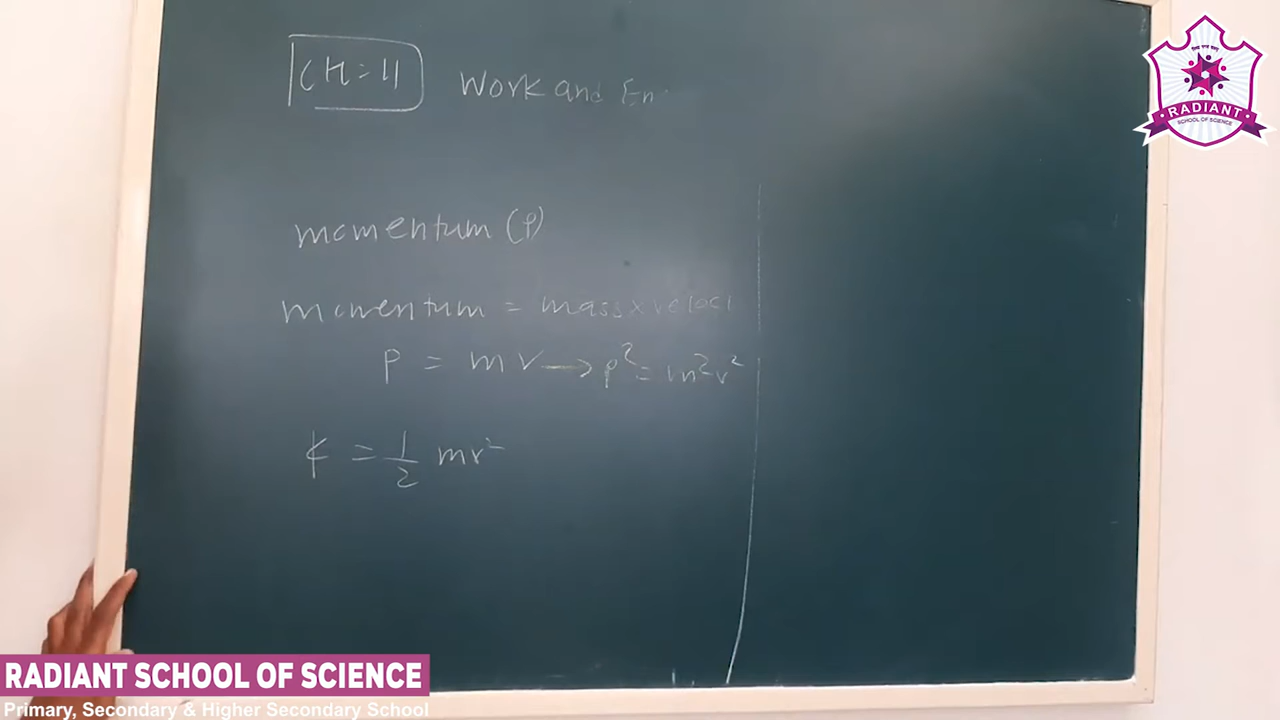 CH = 11 Work and En
momentum (P)
momentum = mass x veloci
P = mv → p² = m²v²
K = 1/2 mv²
RADIANT
SCHOOL OF SCIENCE
RADIANT SCHOOL OF SCIENCE
Primary, Secondary & Higher Secondary School